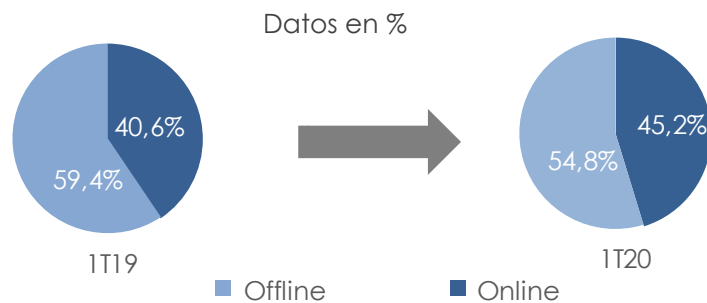 Datos en %
40,6%
59,4%
1T19
45,2%
54,8%
1T20
Offline
Online